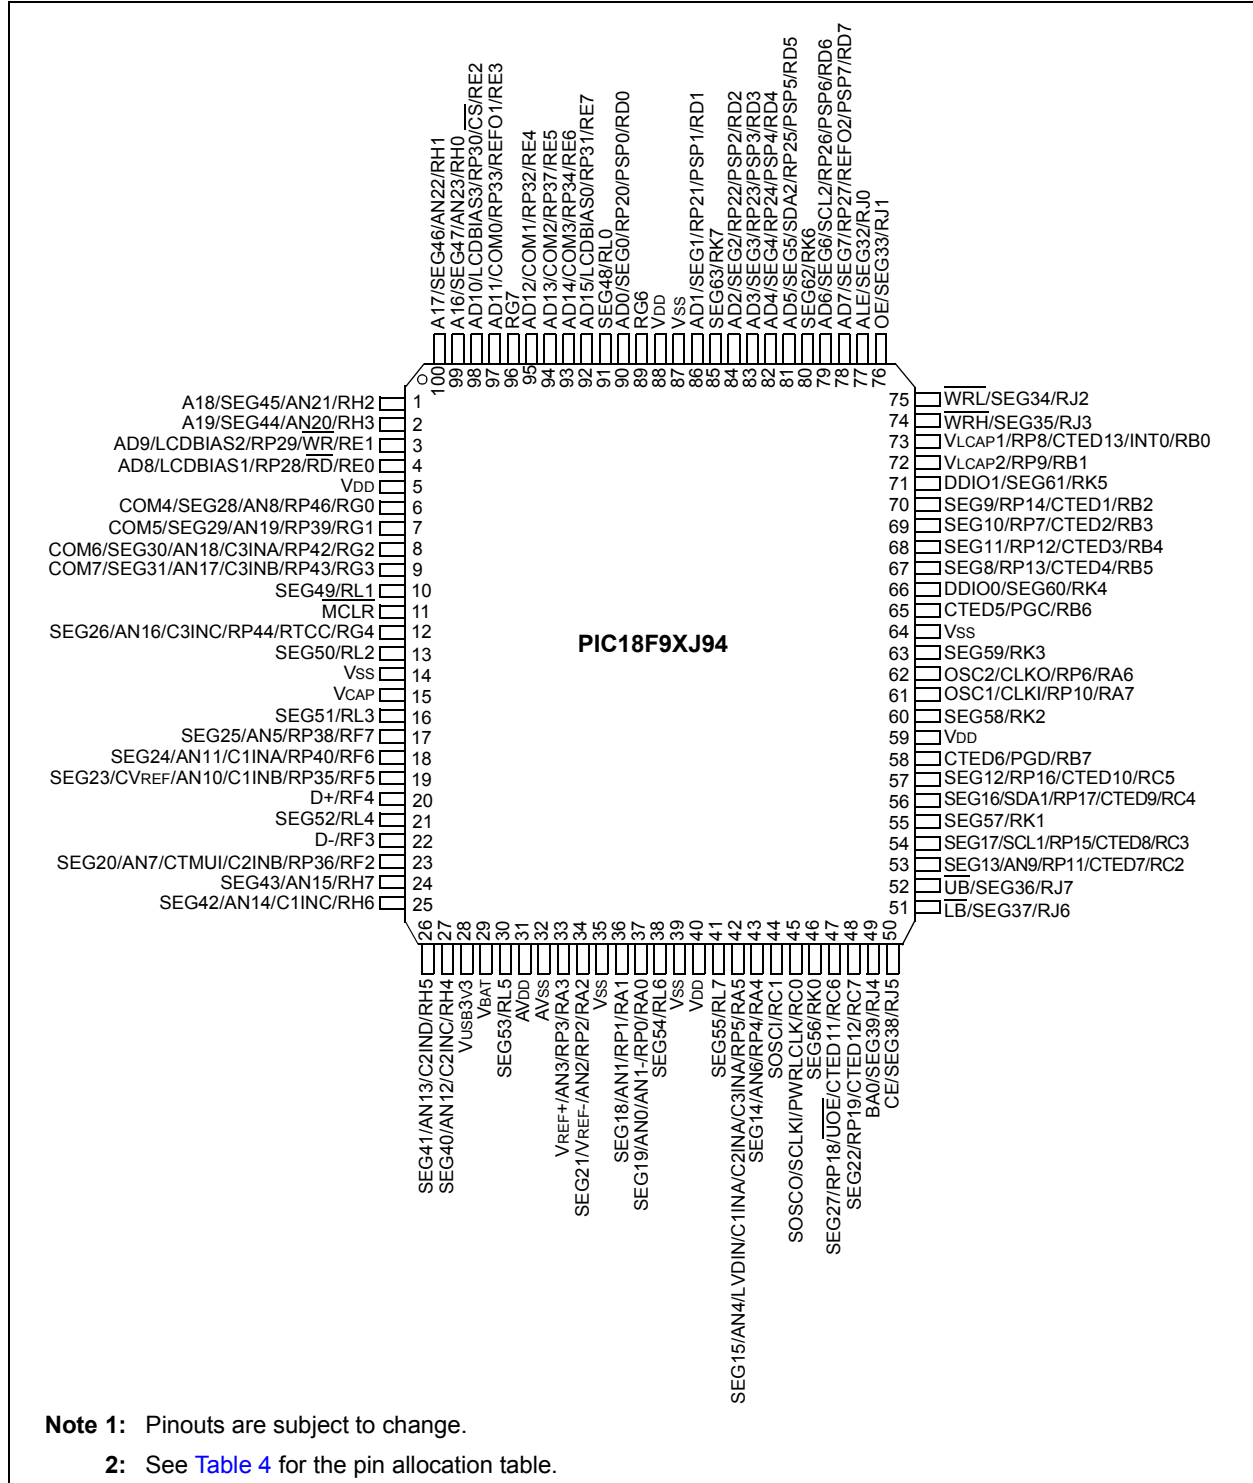 A17/SEG46/AN22/RH1
A16/SEG47/AN23/RH0
AD10/LCDBIAS3/RP30/CS/RE2
AD11/COM0/RP33/REFO1/RE3
RG7
AD12/COM1/RP32/RE4
AD13/COM2/RP37/RE5
AD14/COM3/RP34/RE6
AD15/LCDBIAS0/RP31/RE7
SEG48/RL0
AD0/SEG0/RP20/PSP0/RD0
RG6
VDD
VSS
AD1/SEG1/RP21/PSP1/RD1
SEG63/RK7
AD2/SEG2/RP22/PSP2/RD2
AD3/SEG3/RP23/PSP3/RD3
AD4/SEG4/RP24/PSP4/RD4
AD5/SEG5/SDA2/RP25/PSP5/RD5
SEG62/RK6
AD6/SEG6/SCL2/RP26/PSP6/RD6
AD7/SEG7/RP27/REFO2/PSP7/RD7
ALE/SEG32/RJ0
OE/SEG33/RJ1
100 99 98 97 96 95 94 93 92 91 90 89 88 87 86 85 84 83 82 81 80 79 78 77 76
A18/SEG45/AN21/RH2 1
A19/SEG44/AN20/RH3 2
AD9/LCDBIAS2/RP29/WR/RE1 3
AD8/LCDBIAS1/RP28/RD/RE0 4
VDD 5
COM4/SEG28/AN8/RP46/RG0 6
COM5/SEG29/AN19/RP39/RG1 7
COM6/SEG30/AN18/C3INA/RP42/RG2 8
COM7/SEG31/AN17/C3INB/RP43/RG3 9
SEG49/RL1 10
MCLR 11
SEG26/AN16/C3INC/RP44/RTCC/RG4 12
SEG50/RL2 13
VSS 14
VCAP 15
SEG51/RL3 16
SEG25/AN5/RP38/RF7 17
SEG24/AN11/C1INA/RP40/RF6 18
SEG23/CVREF/AN10/C1INB/RP35/RF5 19
D+/RF4 20
SEG52/RL4 21
D-/RF3 22
SEG20/AN7/CTMUI/C2INB/RP36/RF2 23
SEG43/AN15/RH7 24
SEG42/AN14/C1INC/RH6 25
PIC18F9XJ94
75 WRL/SEG34/RJ2
74 WRH/SEG35/RJ3
73 VLCAP1/RP8/CTED13/INT0/RB0
72 VLCAP2/RP9/RB1
71 DDIO1/SEG61/RK5
70 SEG9/RP14/CTED1/RB2
69 SEG10/RP7/CTED2/RB3
68 SEG11/RP12/CTED3/RB4
67 SEG8/RP13/CTED4/RB5
66 DDIO0/SEG60/RK4
65 CTED5/PGC/RB6
64 VSS
63 SEG59/RK3
62 OSC2/CLKO/RP6/RA6
61 OSC1/CLKI/RP10/RA7
60 SEG58/RK2
59 VDD
58 CTED6/PGD/RB7
57 SEG12/RP16/CTED10/RC5
56 SEG16/SDA1/RP17/CTED9/RC4
55 SEG57/RK1
54 SEG17/SCL1/RP15/CTED8/RC3
53 SEG13/AN9/RP11/CTED7/RC2
52 UB/SEG36/RJ7
51 LB/SEG37/RJ6
26 27 28 29 30 31 32 33 34 35 36 37 38 39 40 41 42 43 44 45 46 47 48 49 50
SEG41/AN13/C2IND/RH5
SEG40/AN12/C2INC/RH4
VUSB3V3
VBAT
SEG53/RL5
AVDD
AVSS
VREF+/AN3/RP3/RA3
SEG21/VREF-/AN2/RP2/RA2
VSS
SEG18/AN1/RP1/RA1
SEG19/AN0/AN1-/RP0/RA0
SEG54/RL6
VSS
VDD
SEG55/RL7
SEG15/AN4/LVDIN/C1INA/C2INA/C3INA/RP5/RA5
SEG14/AN6/RP4/RA4
SOSCI/RC1
SOSCO/SCLKI/PWRLCLK/RC0
SEG56/RK0
SEG27/RP18/UOE/CTED11/RC6
SEG22/RP19/CTED12/RC7
BA0/SEG39/RJ4
CE/SEG38/RJ5
Note 1: Pinouts are subject to change.
2: See Table 4 for the pin allocation table.